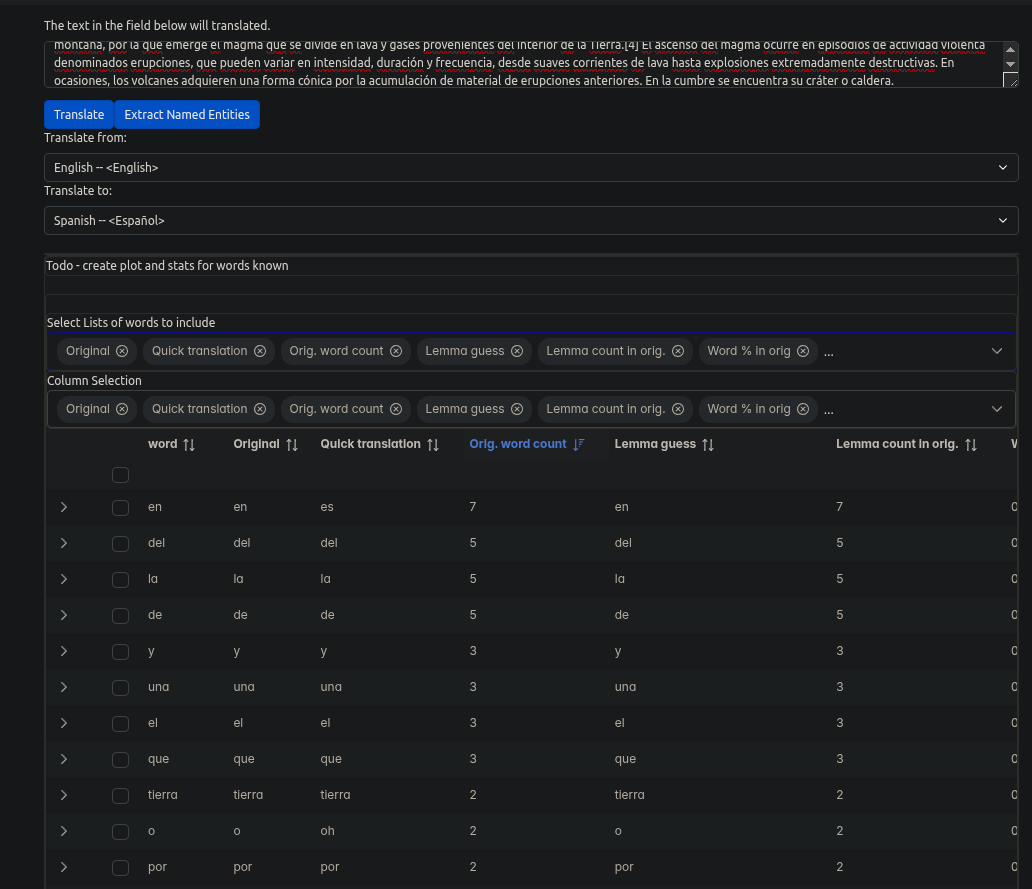 The text in the field below will translated.
montaña, por la que emerge el magma que se divide en lava y gases provenientes del interior de la Tierra.[4] El ascenso del magma ocurre en episodios de actividad violenta
denominados erupciones, que pueden variar en intensidad, duración y frecuencia, desde suaves corrientes de lava hasta explosiones extremadamente destructivas. En
ocasiones, los volcanes adquieren una forma cónica por la acumulación de material de erupciones anteriores. En la cumbre se encuentra su cráter o caldera.
Translate Extract Named Entities
Translate from:
English -- <English>
Translate to:
Spanish -- <Español>
Todo - create plot and stats for words known
Select Lists of words to include
Original Quick translation Orig. word count Lemma guess Lemma count in orig. Word % in orig ...
Column Selection
Original Quick translation Orig. word count Lemma guess Lemma count in orig. Word % in orig ...
word Original Quick translation Orig. word count Lemma guess Lemma count in orig.
en en es 7 en 7
del del del 5 del 5
la la la 5 la 5
de de de 5 de 5
y y y 3 y 3
una una una 3 una 3
el el el 3 el 3
que que que 3 que 3
tierra tierra tierra 2 tierra 2
o o oh 2 o 2
por por por 2 por 2